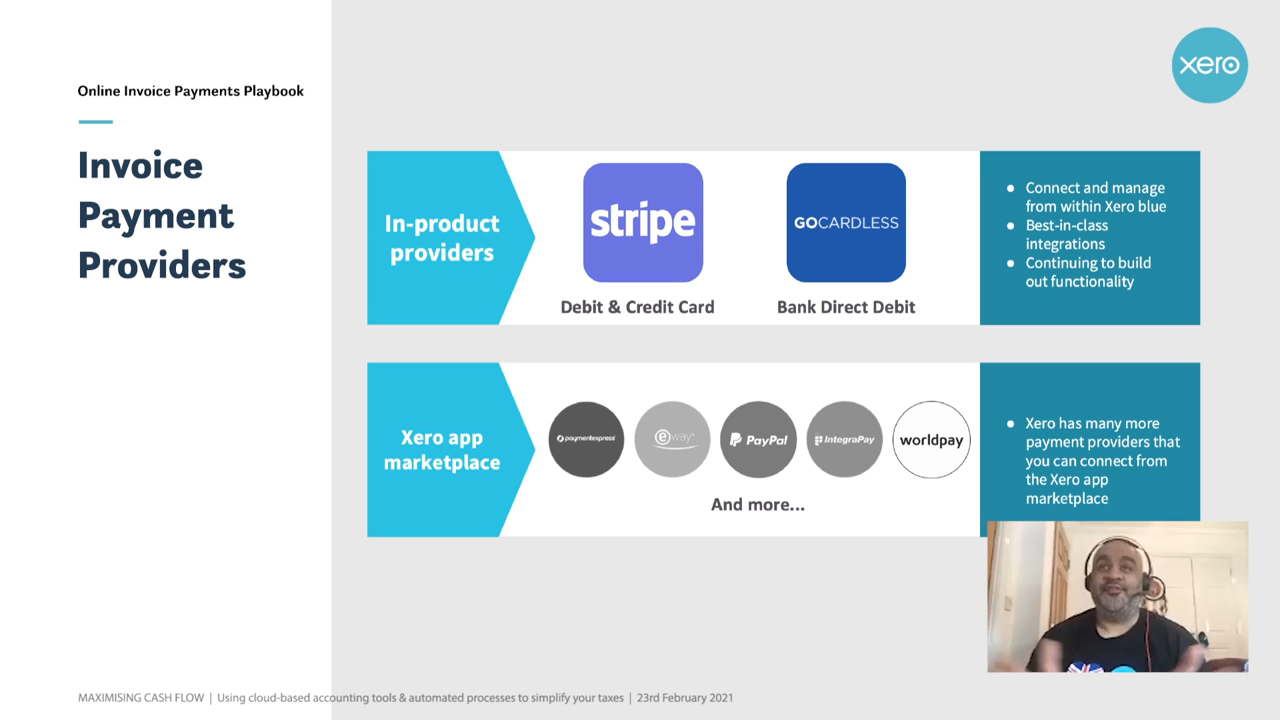 Online Invoice Payments Playbook
Invoice
Payment
Providers
xero
In-product
providers
stripe
Debit & Credit Card
GOCARDLESS
Bank Direct Debit
● Connect and manage
from within Xero blue
● Best-in-class
integrations
● Continuing to build
out functionality
Xero app
marketplace
paymentexpress
eway
PayPal
IntegraPay
worldpay
And more...
● Xero has many more
payment providers that
you can connect from
the Xero app
marketplace
MAXIMISING CASH FLOW | Using cloud-based accounting tools & automated processes to simplify your taxes | 23rd February 2021